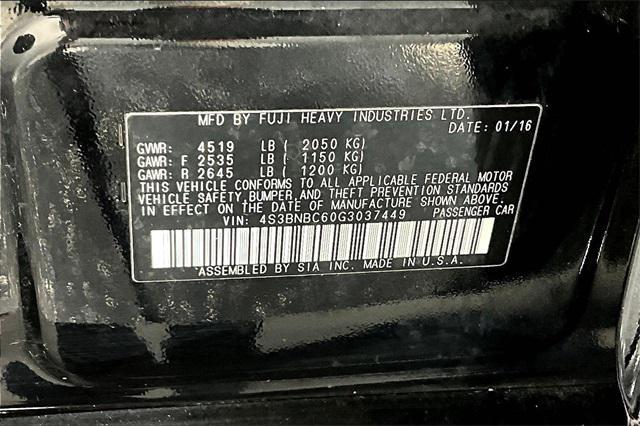 MFD BY FUJI HEAVY INDUSTRIES LTD.
DATE: 01/16
GVWR: 4519 LB ( 2050 KG)
GAWR: F 2535 LB ( 1150 KG)
GAWR: R 2645 LB ( 1200 KG)
THIS VEHICLE CONFORMS TO ALL APPLICABLE FEDERAL MOTOR
VEHICLE SAFETY, BUMPER, AND THEFT PREVENTION STANDARDS
IN EFFECT ON THE DATE OF MANUFACTURE SHOWN ABOVE.
VIN: 4S3BNBC60G3037449 PASSENGER CAR
ASSEMBLED BY SIA INC. MADE IN U.S.A.